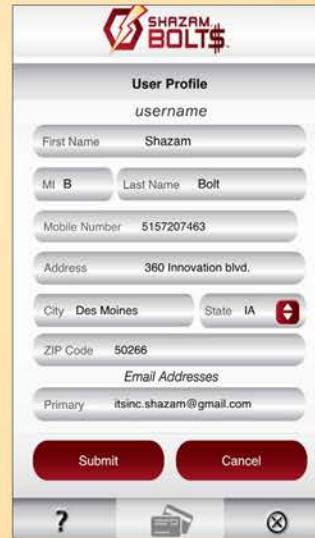 SHAZAM
BOLT$
User Profile
username
First Name Shazam
MI B Last Name Bolt
Mobile Number 5157207463
Address 360 Innovation blvd.
City Des Moines State IA
ZIP Code 50266
Email Addresses
Primary itsinc.shazam@gmail.com
Submit Cancel
?